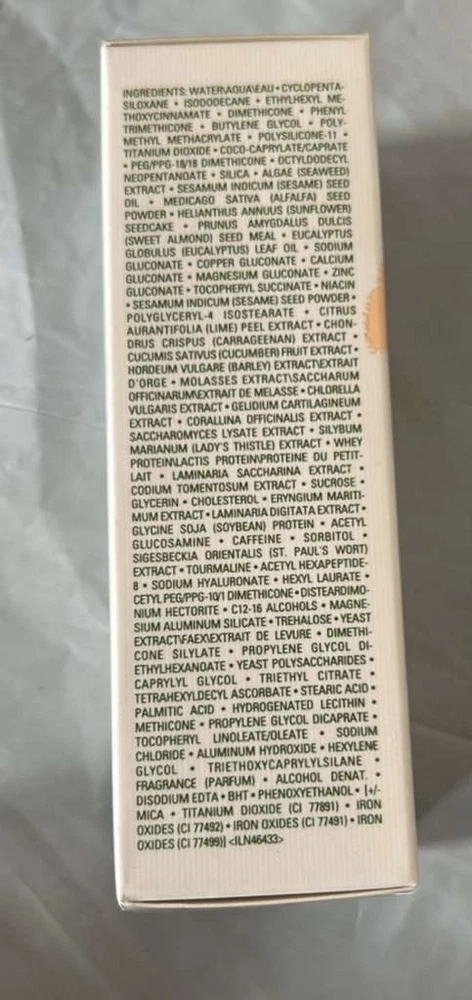 INGREDIENTS: WATER\AQUA\EAU • CYCLOPENTA-
SILOXANE • ISODODECANE • ETHYLHEXYL ME-
THOXYCINNAMATE • DIMETHICONE • PHENYL
TRIMETHICONE • BUTYLENE GLYCOL • POLY-
METHYL METHACRYLATE • POLYSILICONE-11 •
TITANIUM DIOXIDE • COCO-CAPRYLATE/CAPRATE
• PEG/PPG-18/18 DIMETHICONE • OCTYLDODECYL
NEOPENTANOATE • SILICA • ALGAE (SEAWEED)
EXTRACT • SESAMUM INDICUM (SESAME) SEED
OIL • MEDICAGO SATIVA (ALFALFA) SEED
POWDER • HELIANTHUS ANNUUS (SUNFLOWER)
SEEDCAKE • PRUNUS AMYGDALUS DULCIS
(SWEET ALMOND) SEED MEAL • EUCALYPTUS
GLOBULUS (EUCALYPTUS) LEAF OIL • SODIUM
GLUCONATE • COPPER GLUCONATE • CALCIUM
GLUCONATE • MAGNESIUM GLUCONATE • ZINC
GLUCONATE • TOCOPHERYL SUCCINATE • NIACIN
• SESAMUM INDICUM (SESAME) SEED POWDER •
POLYGLYCERYL-4 ISOSTEARATE • CITRUS
AURANTIFOLIA (LIME) PEEL EXTRACT • CHON-
DRUS CRISPUS (CARRAGEENAN) EXTRACT •
CUCUMIS SATIVUS (CUCUMBER) FRUIT EXTRACT •
HORDEUM VULGARE (BARLEY) EXTRACT\EXTRAIT
D'ORGE • MOLASSES EXTRACT\SACCHARUM
OFFICINARUM\EXTRAIT DE MELASSE • CHLORELLA
VULGARIS EXTRACT • GELIDIUM CARTILAGINEUM
EXTRACT • CORALLINA OFFICINALIS EXTRACT •
SACCHAROMYCES LYSATE EXTRACT • SILYBUM
MARIANUM (LADY'S THISTLE) EXTRACT • WHEY
PROTEIN\LACTIS PROTEIN\PROTEINE DU PETIT-
LAIT • LAMINARIA SACCHARINA EXTRACT •
CODIUM TOMENTOSUM EXTRACT • SUCROSE •
GLYCERIN • CHOLESTEROL • ERYNGIUM MARITI-
MUM EXTRACT • LAMINARIA DIGITATA EXTRACT •
GLYCINE SOJA (SOYBEAN) PROTEIN • ACETYL
GLUCOSAMINE • CAFFEINE • SORBITOL •
SIGESBECKIA ORIENTALIS (ST. PAUL'S WORT)
EXTRACT • TOURMALINE • ACETYL HEXAPEPTIDE-
8 • SODIUM HYALURONATE • HEXYL LAURATE •
CETYL PEG/PPG-10/1 DIMETHICONE • DISTEARDIMO-
NIUM HECTORITE • C12-16 ALCOHOLS • MAGNE-
SIUM ALUMINUM SILICATE • TREHALOSE • YEAST
EXTRACT\FAEX\EXTRAIT DE LEVURE • DIMETHI-
CONE SILYLATE • PROPYLENE GLYCOL DI-
ETHYLHEXANOATE • YEAST POLYSACCHARIDES •
CAPRYLYL GLYCOL • TRIETHYL CITRATE •
TETRAHEXYLDECYL ASCORBATE • STEARIC ACID •
PALMITIC ACID • HYDROGENATED LECITHIN •
METHICONE • PROPYLENE GLYCOL DICAPRATE •
TOCOPHERYL LINOLEATE/OLEATE • SODIUM
CHLORIDE • ALUMINUM HYDROXIDE • HEXYLENE
GLYCOL • TRIETHOXYCAPRYLYLSILANE •
FRAGRANCE (PARFUM) • ALCOHOL DENAT. •
DISODIUM EDTA • BHT • PHENOXYETHANOL • [+/-
MICA • TITANIUM DIOXIDE (CI 77891) • IRON
OXIDES (CI 77492) • IRON OXIDES (CI 77491) • IRON
OXIDES (CI 77499)] <ILN46433>